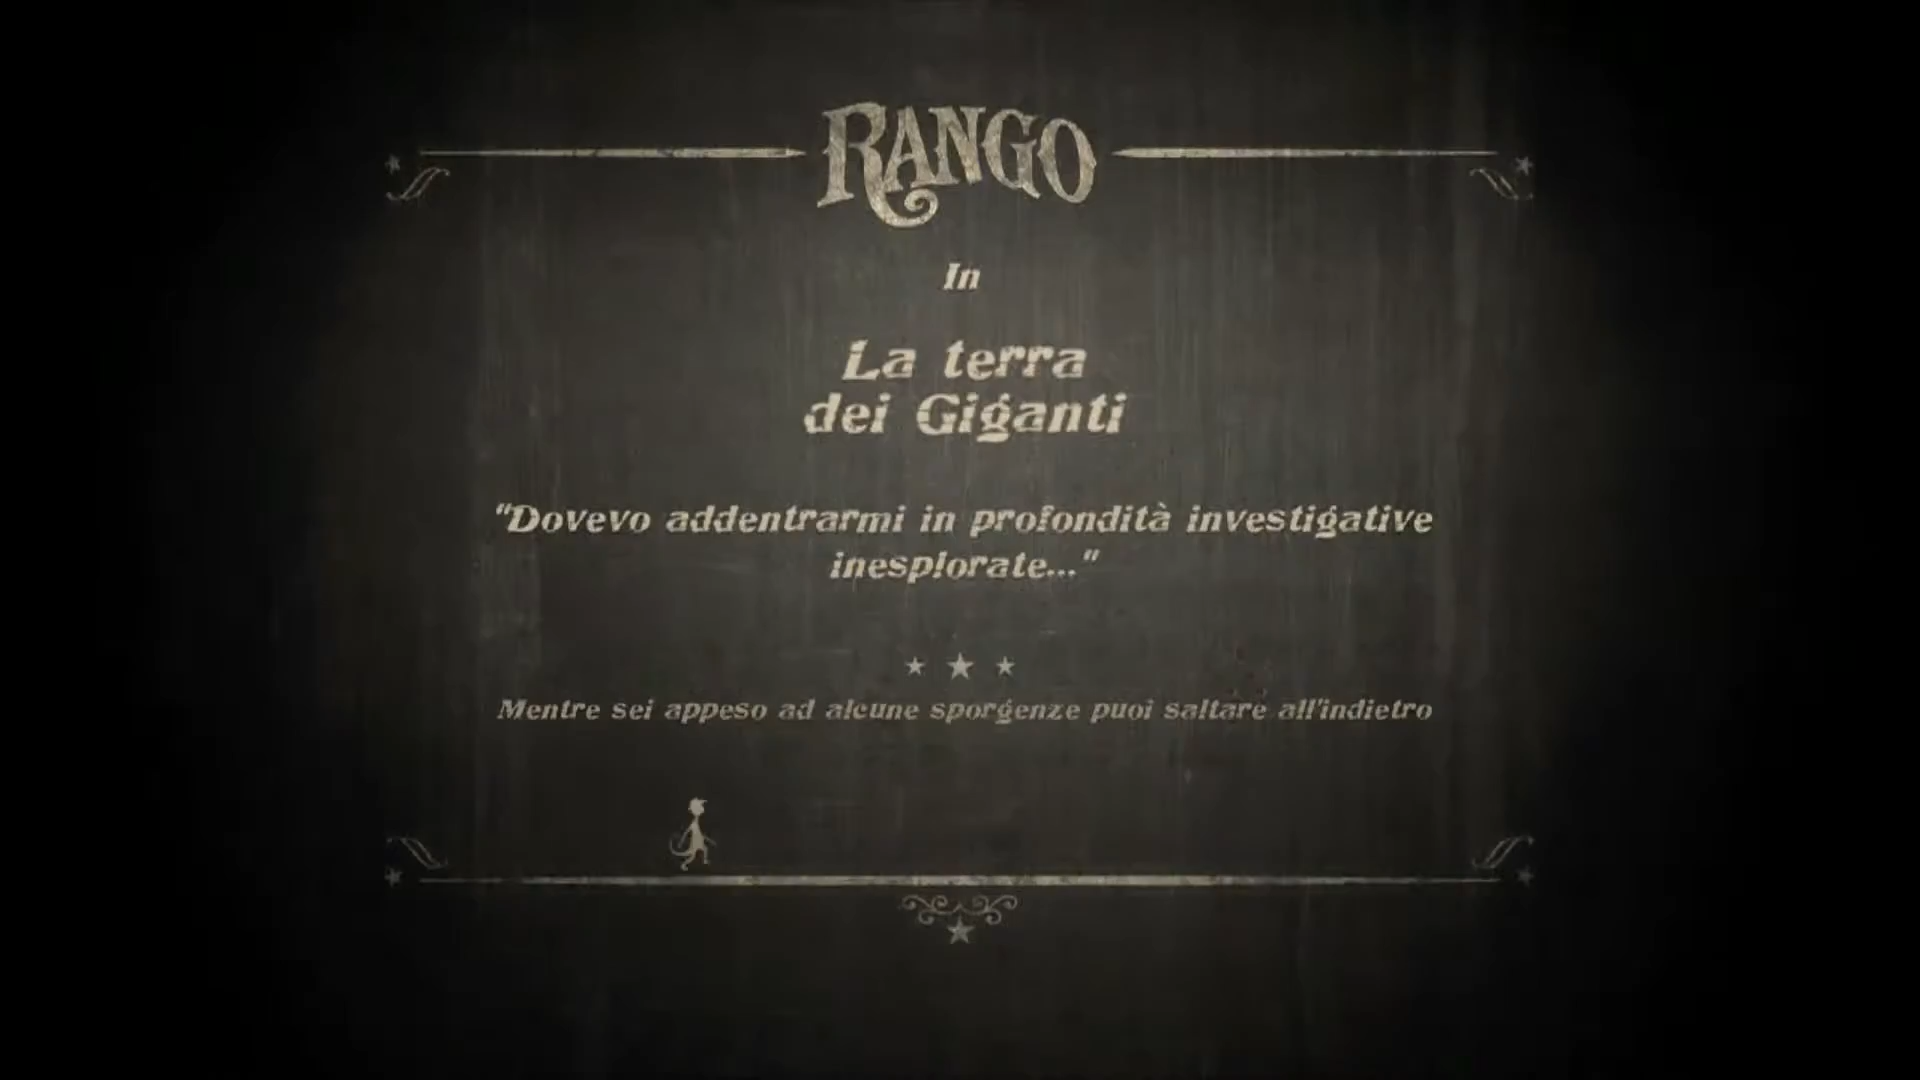 RANGO
In
La terra
dei Giganti
"Dovevo addentrarmi in profondità investigative
inesplorate..."
Mentre sei appeso ad alcune sporgenze puoi saltare all'indietro